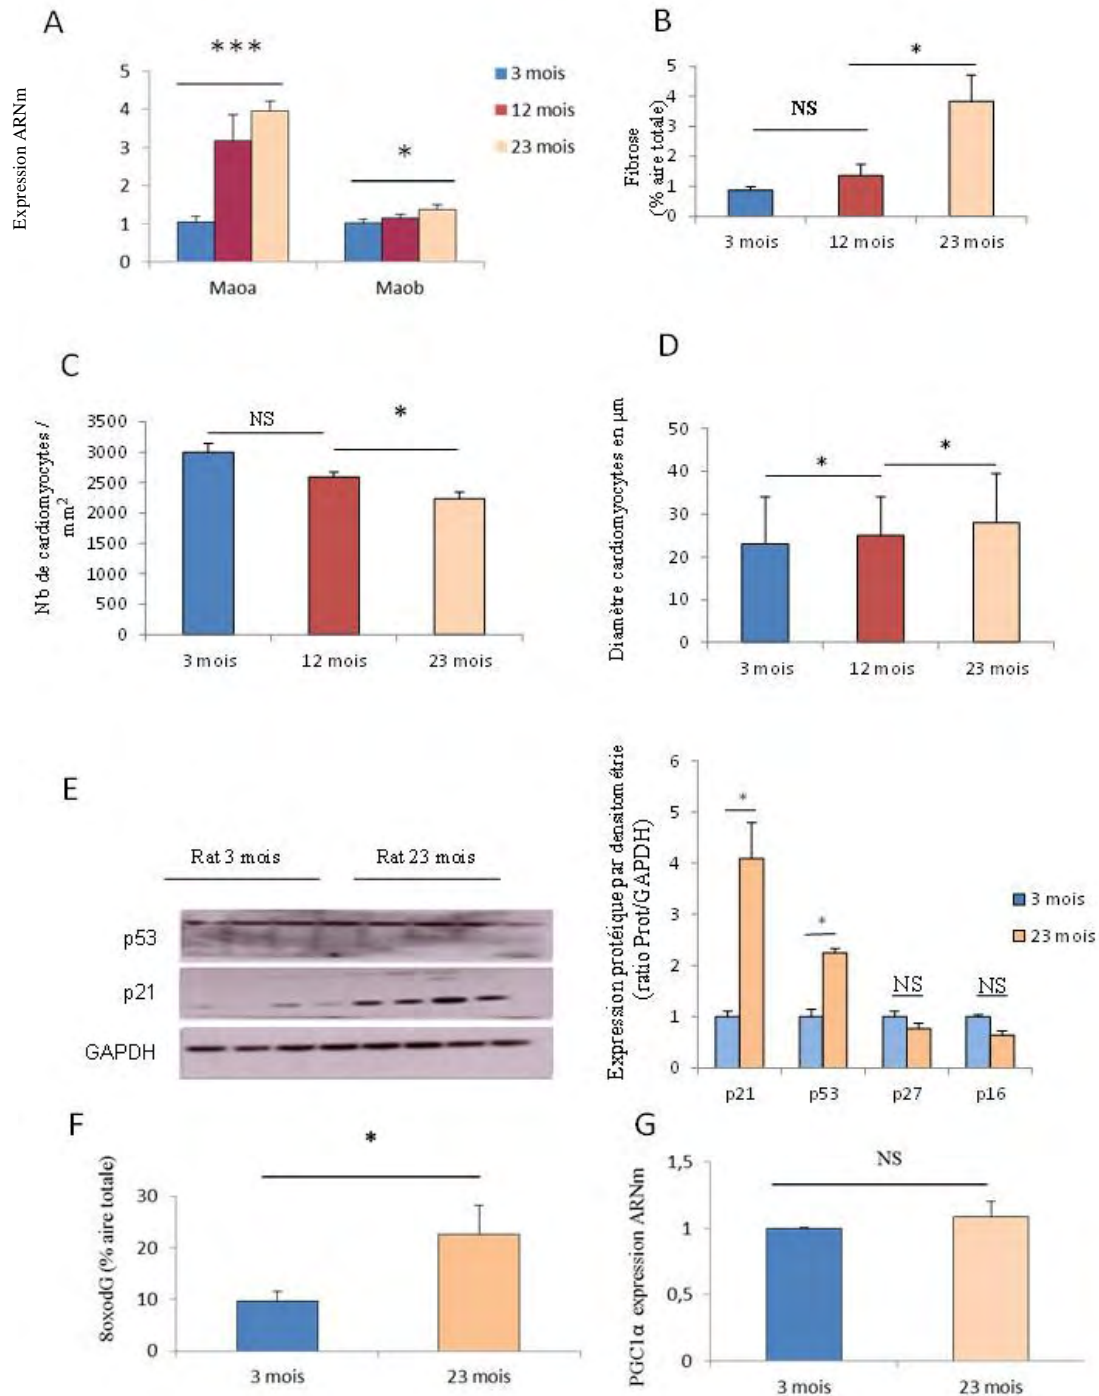 A
***
*
5
4
3
2
1
0
Expression ARNm
Maoa
Maob
3 mois
12 mois
23 mois
B
*
NS
5
4
3
2
1
0
Fibrose
(% aire totale)
3 mois
12 mois
23 mois
C
NS
*
3500
3000
2500
2000
1500
1000
500
0
Nb de cardiomyocytes /
mm²
3 mois
12 mois
23 mois
D
*
*
50
40
30
20
10
0
Diamètre cardiomyocytes en µm
3 mois
12 mois
23 mois
E
Rat 3 mois
Rat 23 mois
p53
p21
GAPDH
Expression protéique par densitométrie
(ratio Prot/GAPDH)
6
5
4
3
2
1
0
*
*
NS
NS
p21
p53
p27
p16
3 mois
23 mois
F
*
8oxodG (% aire totale)
30
20
10
0
3 mois
23 mois
G
NS
PGC1α expression ARNm
1,5
1
0,5
0
3 mois
23 mois